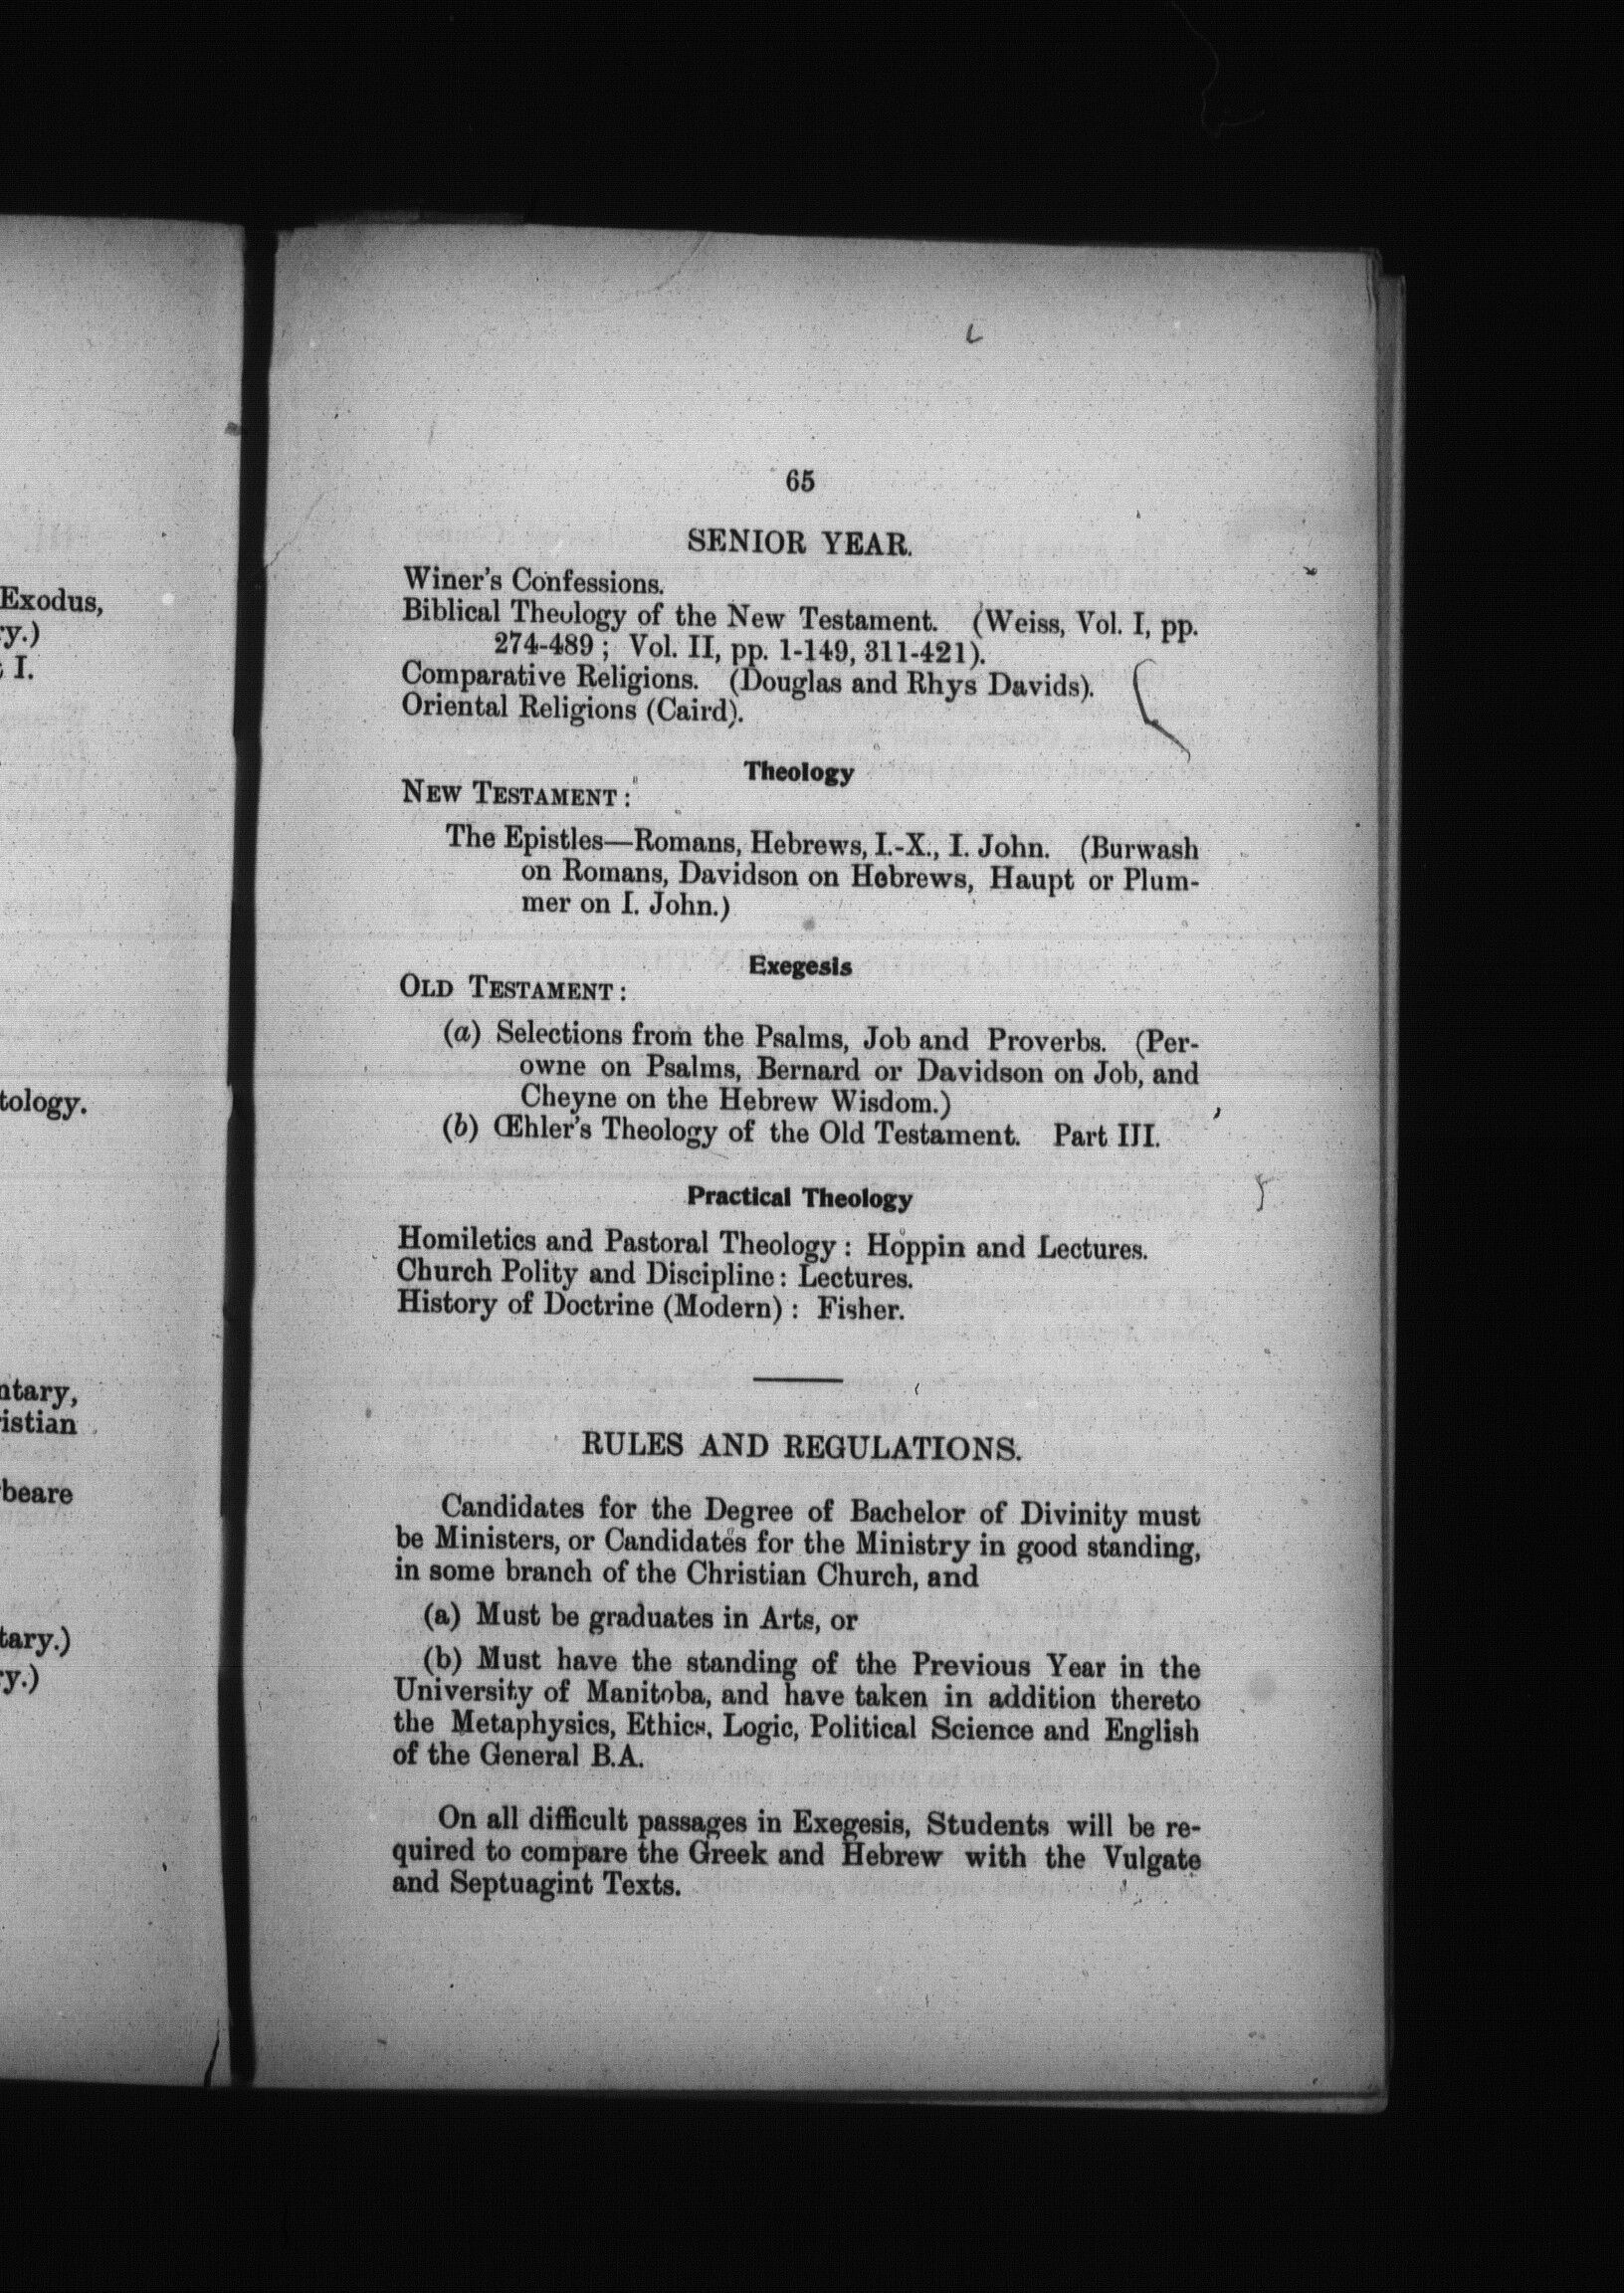 Exodus,
ry.)
I.
tology.
ntary,
istian
beare
tary.)
ry.)
65
SENIOR YEAR.
Winer's Confessions.
Biblical Theology of the New Testament. (Weiss, Vol. I, pp.
274-489 ; Vol. II, pp. 1-149, 311-421).
Comparative Religions. (Douglas and Rhys Davids).
Oriental Religions (Caird).
Theology
NEW TESTAMENT :
The Epistles—Romans, Hebrews, I.-X., I. John. (Burwash
on Romans, Davidson on Hebrews, Haupt or Plum-
mer on I. John.)
Exegesis
OLD TESTAMENT :
(a) Selections from the Psalms, Job and Proverbs. (Per-
owne on Psalms, Bernard or Davidson on Job, and
Cheyne on the Hebrew Wisdom.)
(b) Œhler's Theology of the Old Testament. Part III.
Practical Theology
Homiletics and Pastoral Theology : Hoppin and Lectures.
Church Polity and Discipline : Lectures.
History of Doctrine (Modern) : Fisher.
RULES AND REGULATIONS.
Candidates for the Degree of Bachelor of Divinity must
be Ministers, or Candidates for the Ministry in good standing,
in some branch of the Christian Church, and
(a) Must be graduates in Arts, or
(b) Must have the standing of the Previous Year in the
University of Manitoba, and have taken in addition thereto
the Metaphysics, Ethics, Logic, Political Science and English
of the General B.A.
On all difficult passages in Exegesis, Students will be re-
quired to compare the Greek and Hebrew with the Vulgate
and Septuagint Texts.